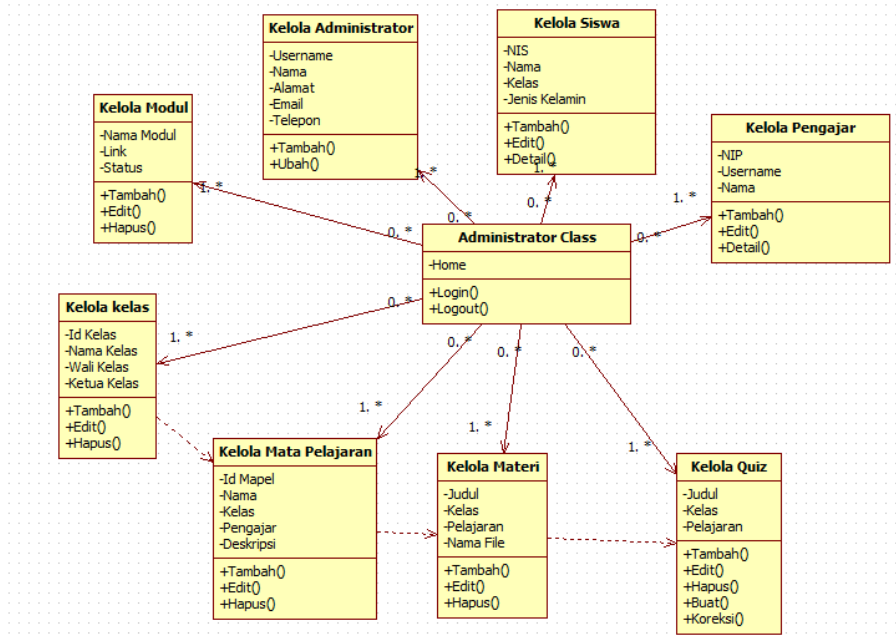 Kelola Administrator
-Username
-Nama
-Alamat
-Email
-Telepon
+Tambah()
+Ubah()
1. *
0. *
Kelola Siswa
-NIS
-Nama
-Kelas
-Jenis Kelamin
+Tambah()
+Edit()
+Detail()
1. *
0. *
Kelola Modul
-Nama Modul
-Link
-Status
+Tambah()
+Edit()
+Hapus()
1. *
0. *
Kelola Pengajar
-NIP
-Username
-Nama
+Tambah()
+Edit()
+Detail()
1. *
0. *
Administrator Class
-Home
+Login()
+Logout()
Kelola kelas
-Id Kelas
-Nama Kelas
-Wali Kelas
-Ketua Kelas
+Tambah()
+Edit()
+Hapus()
0. *
1. *
0. *
1. *
0. *
1. *
0. *
1. *
Kelola Mata Pelajaran
-Id Mapel
-Nama
-Kelas
-Pengajar
-Deskripsi
+Tambah()
+Edit()
+Hapus()
Kelola Materi
-Judul
-Kelas
-Pelajaran
-Nama File
+Tambah()
+Edit()
+Hapus()
Kelola Quiz
-Judul
-Kelas
-Pelajaran
+Tambah()
+Edit()
+Hapus()
+Buat()
+Koreksi()